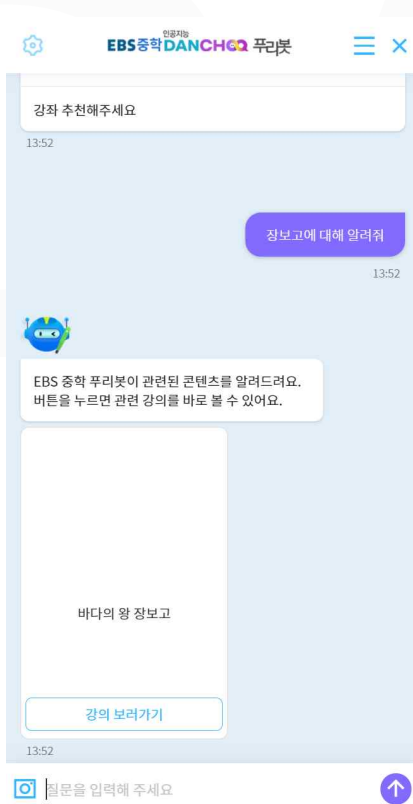 인공지능
EBS중학 DANCHOO 푸리봇
강좌 추천해주세요
13:52
장보고에 대해 알려줘
13:52
EBS 중학 푸리봇이 관련된 콘텐츠를 알려드려요.
버튼을 누르면 관련 강의를 바로 볼 수 있어요.
바다의 왕 장보고
강의 보러가기
13:52
질문을 입력해 주세요